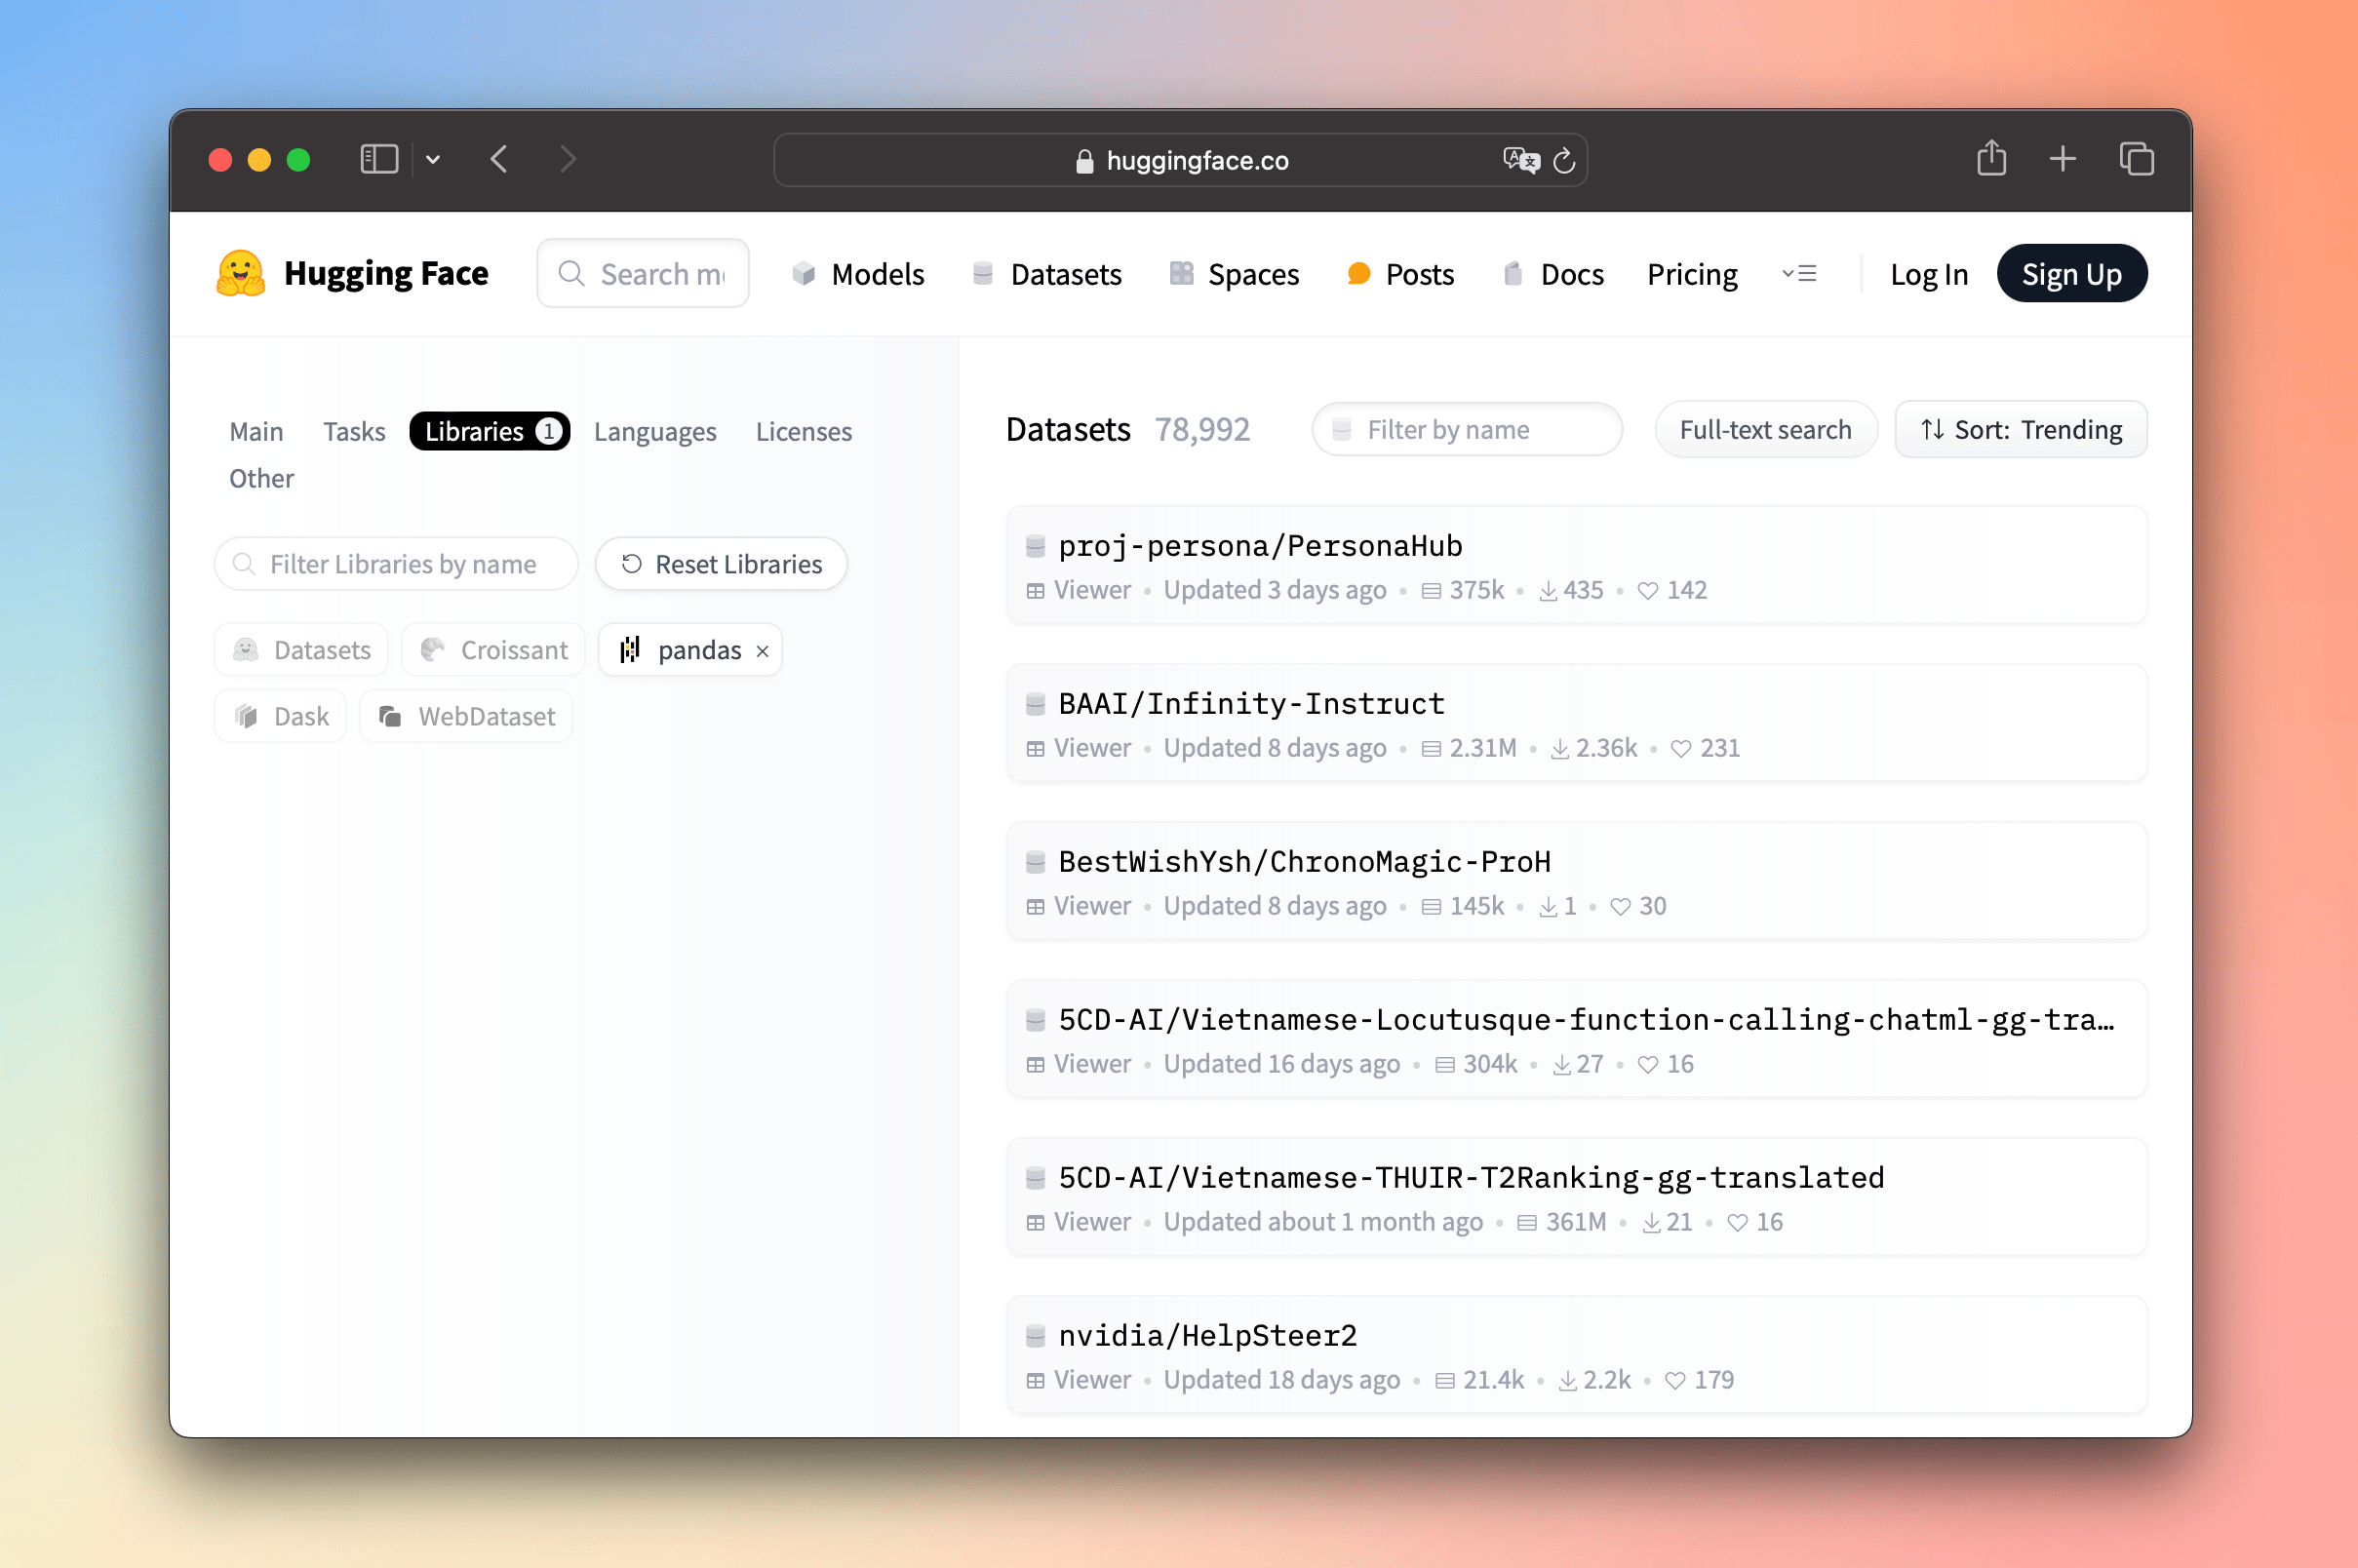 huggingface.co
Hugging Face
Models Datasets Spaces Posts Docs Pricing Log In Sign Up
Main Tasks Libraries 1 Languages Licenses
Other
Filter Libraries by name Reset Libraries
Datasets Croissant pandas ×
Dask WebDataset
Datasets 78,992 Filter by name Full-text search Sort: Trending
proj-persona/PersonaHub
Viewer • Updated 3 days ago • 375k • 435 • 142
BAAI/Infinity-Instruct
Viewer • Updated 8 days ago • 2.31M • 2.36k • 231
BestWishYsh/ChronoMagic-ProH
Viewer • Updated 8 days ago • 145k • 1 • 30
5CD-AI/Vietnamese-Locutusque-function-calling-chatml-gg-tra…
Viewer • Updated 16 days ago • 304k • 27 • 16
5CD-AI/Vietnamese-THUIR-T2Ranking-gg-translated
Viewer • Updated about 1 month ago • 361M • 21 • 16
nvidia/HelpSteer2
Viewer • Updated 18 days ago • 21.4k • 2.2k • 179